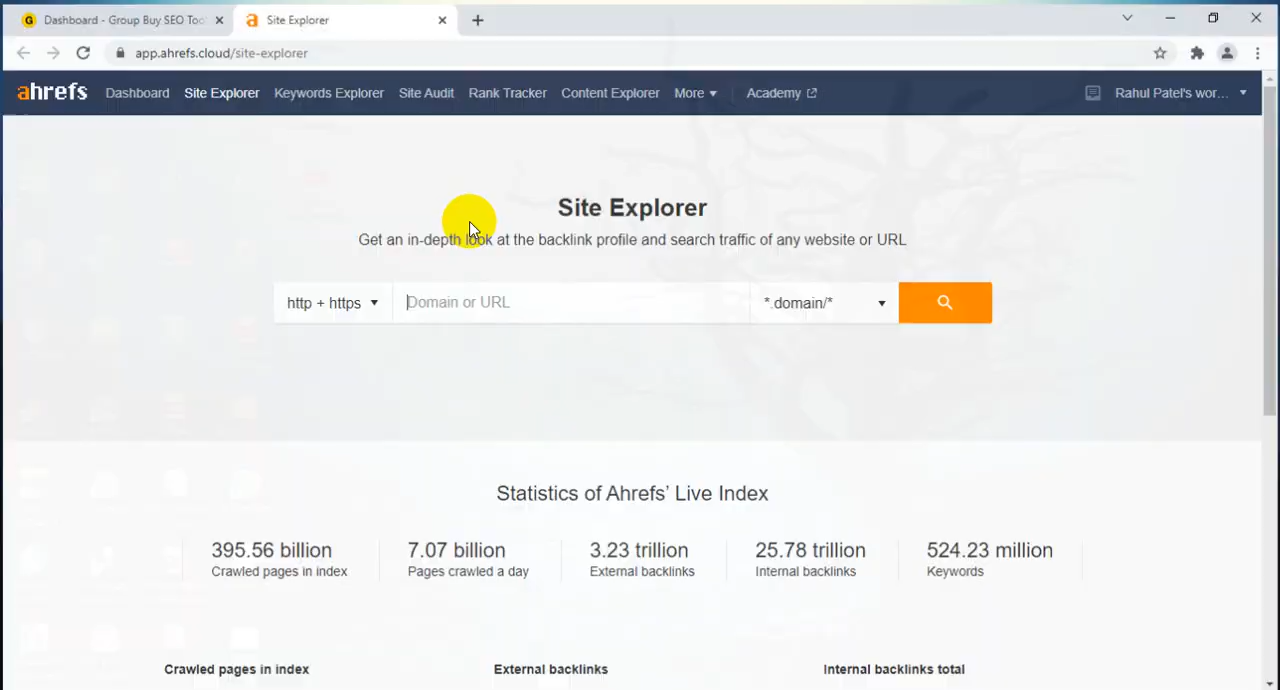 Dashboard - Group Buy SEO Too
Site Explorer
app.ahrefs.cloud/site-explorer
ahrefs Dashboard Site Explorer Keywords Explorer Site Audit Rank Tracker Content Explorer More Academy Rahul Patel's wor...
Site Explorer
Get an in-depth look at the backlink profile and search traffic of any website or URL
http + https Domain or URL *.domain/*
Statistics of Ahrefs’ Live Index
395.56 billion 7.07 billion 3.23 trillion 25.78 trillion 524.23 million
Crawled pages in index Pages crawled a day External backlinks Internal backlinks Keywords
Crawled pages in index External backlinks Internal backlinks total